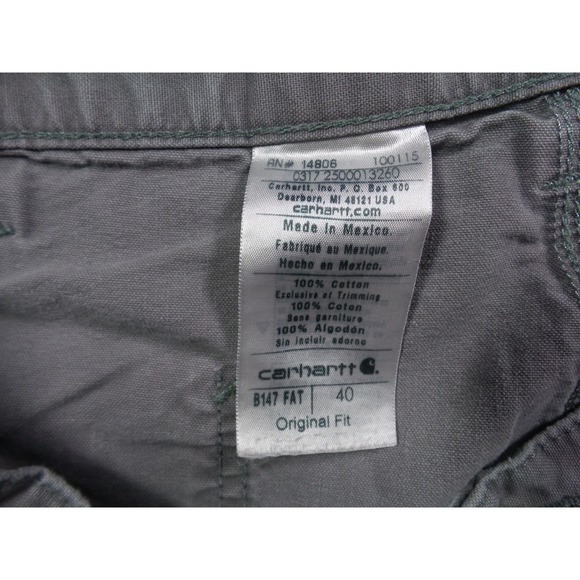 RN# 14806 100115
0317 2500013260
Carhartt, Inc. P.O. Box 600
Dearborn, MI 48121 USA
carhartt.com
Made in Mexico.
Fabriqué au Mexique.
Hecho en Mexico.
100% Cotton
Exclusive of Trimming
100% Coton
Sans garniture
100% Algodón
Sin incluir adorno
carhartt
B147 FAT 40
Original Fit